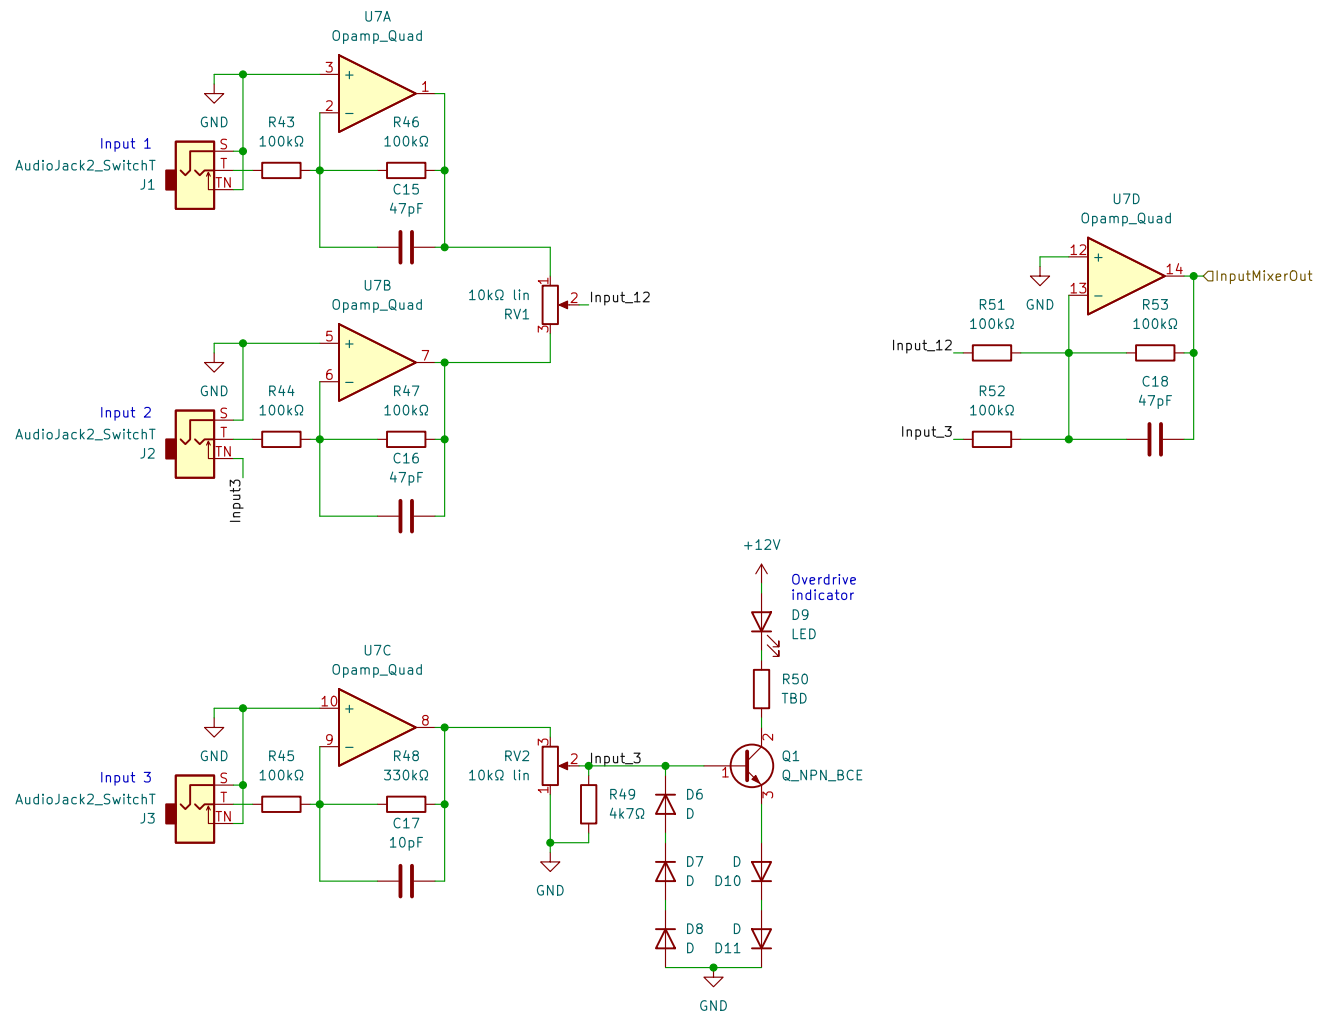 U7A
Opamp_Quad
3
+
1
2
−
GND
R43
100kΩ
R46
100kΩ
Input 1
AudioJack2_SwitchT
J1
S
T
TN
C15
47pF
U7B
Opamp_Quad
5
+
7
6
−
GND
R44
100kΩ
R47
100kΩ
Input 2
AudioJack2_SwitchT
J2
S
T
TN
Input3
C16
47pF
10kΩ lin
RV1
1
2
3
Input_12
U7D
Opamp_Quad
12
+
14
13
−
GND
InputMixerOut
R51
100kΩ
R53
100kΩ
Input_12
R52
100kΩ
C18
47pF
Input_3
U7C
Opamp_Quad
10
+
8
9
−
GND
R45
100kΩ
R48
330kΩ
Input 3
AudioJack2_SwitchT
J3
S
T
TN
C17
10pF
RV2
10kΩ lin
3
2
1
Input_3
R49
4k7Ω
GND
+12V
Overdrive
indicator
D9
LED
R50
TBD
2
1
3
Q1
Q_NPN_BCE
D6
D
D7
D
D
D10
D8
D
D
D11
GND